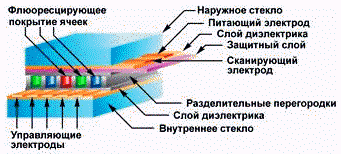 Флюоресцирующее
покрытие ячеек
Наружное стекло
Питающий электрод
Слой диэлектрика
Защитный слой
Сканирующий
электрод
Разделительные перегородки
Слой диэлектрика
Внутреннее стекло
Управляющие
электроды